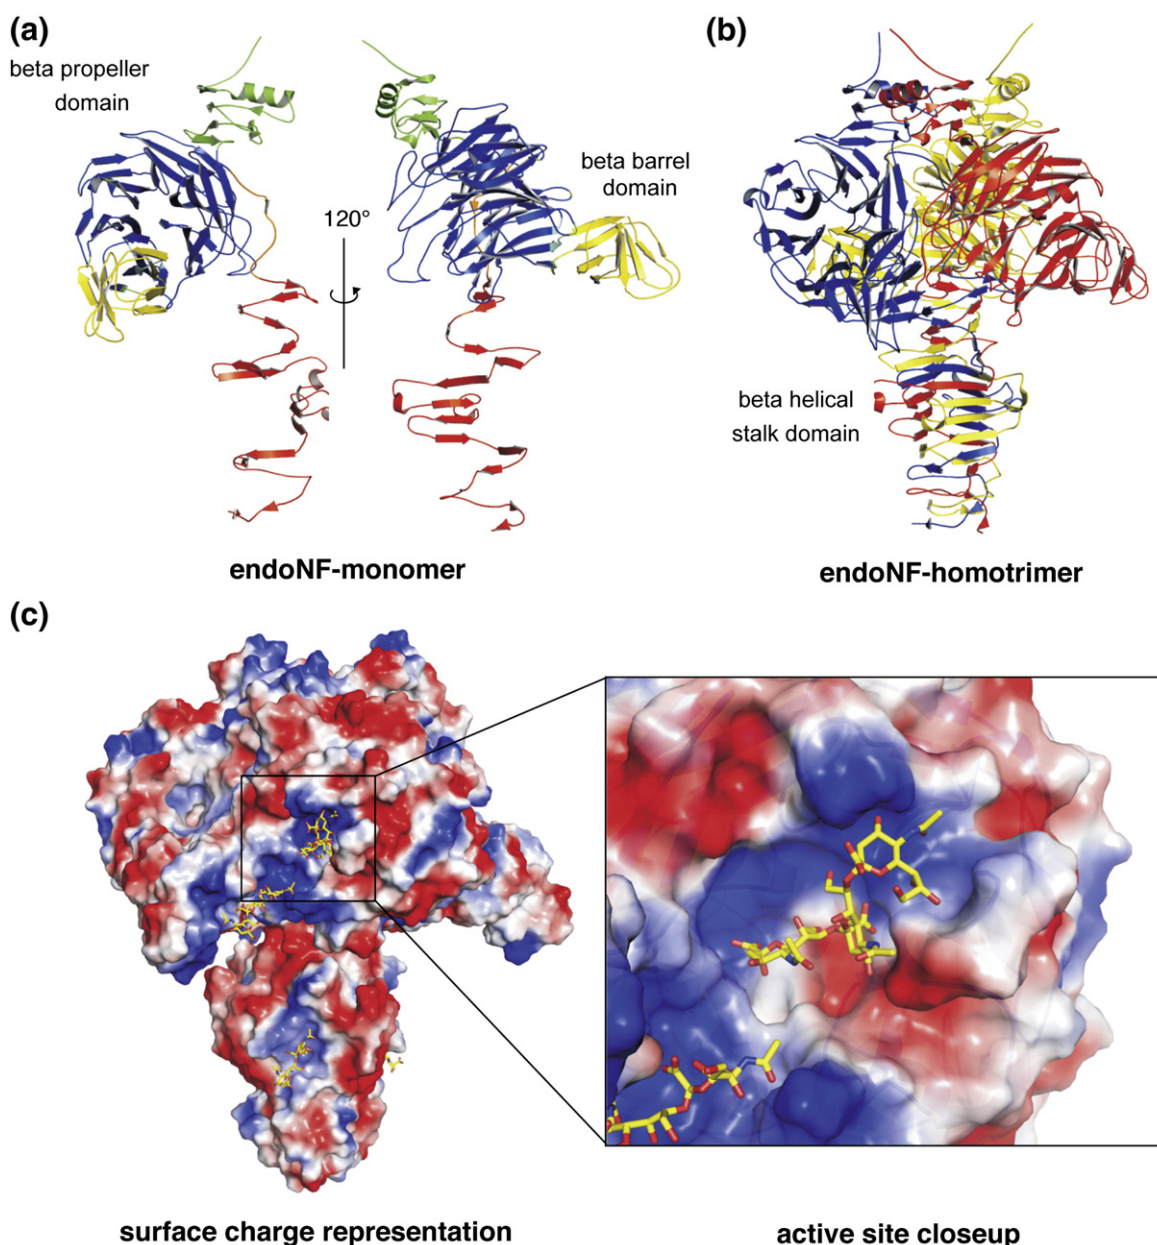 (a)
beta propeller
domain
120°
beta barrel
domain
endoNF-monomer
(b)
beta helical
stalk domain
endoNF-homotrimer
(c)
surface charge representation
active site closeup